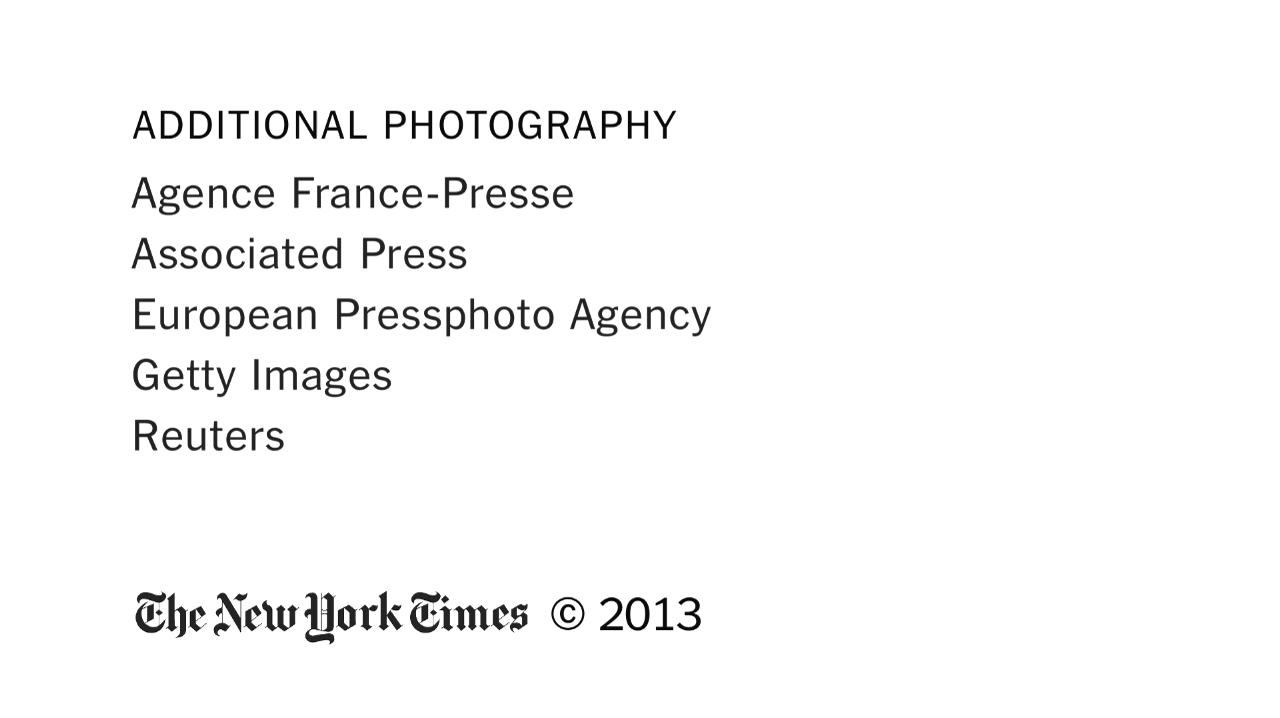 ADDITIONAL PHOTOGRAPHY
Agence France-Presse
Associated Press
European Pressphoto Agency
Getty Images
Reuters
The New York Times © 2013